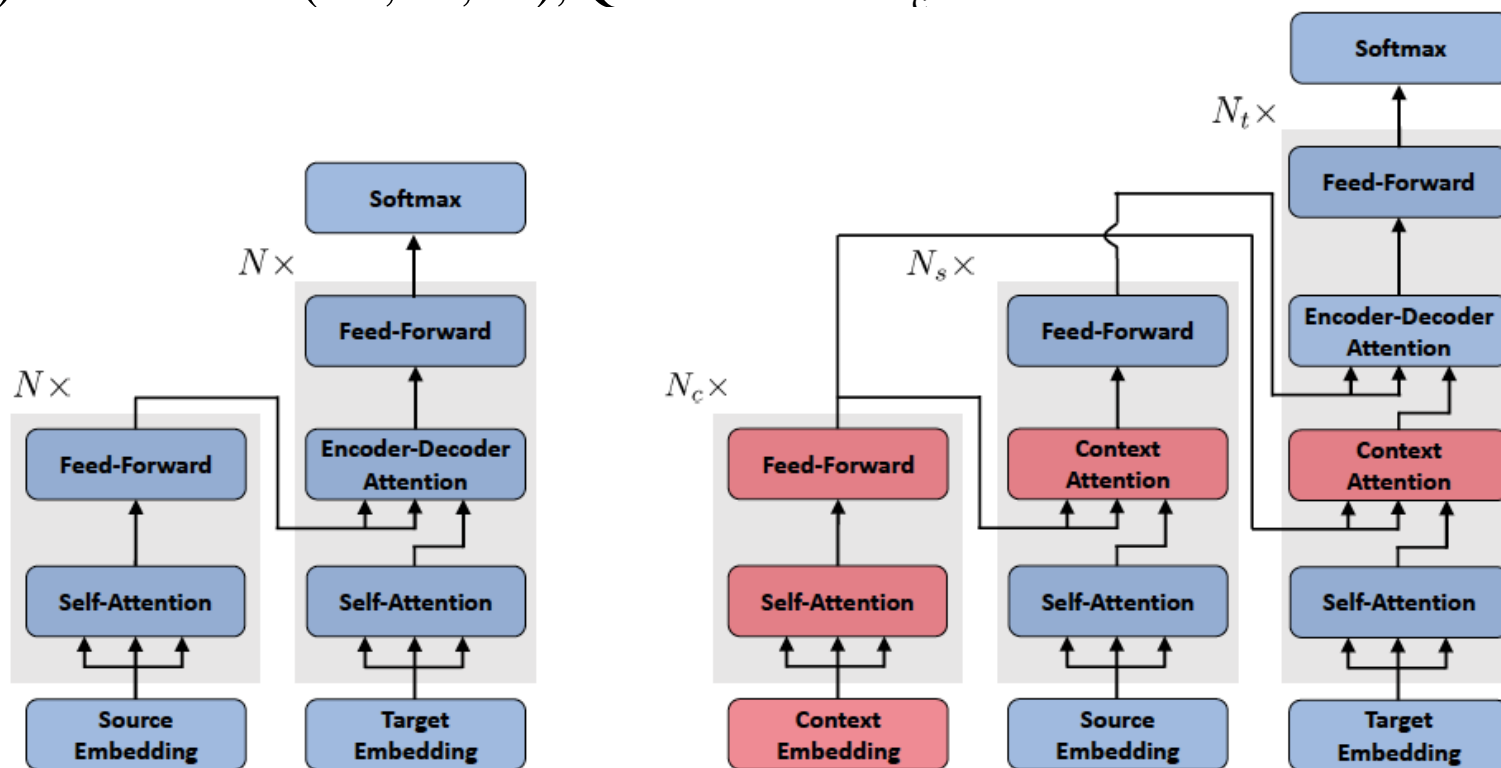 Softmax
N×
Feed-Forward
N×
Encoder-Decoder
Attention
Feed-Forward
Self-Attention
Self-Attention
Source
Embedding
Target
Embedding
Softmax
N_t×
Feed-Forward
N_s×
Encoder-Decoder
Attention
Feed-Forward
N_c×
Context
Attention
Context
Attention
Feed-Forward
Self-Attention
Self-Attention
Self-Attention
Context
Embedding
Source
Embedding
Target
Embedding